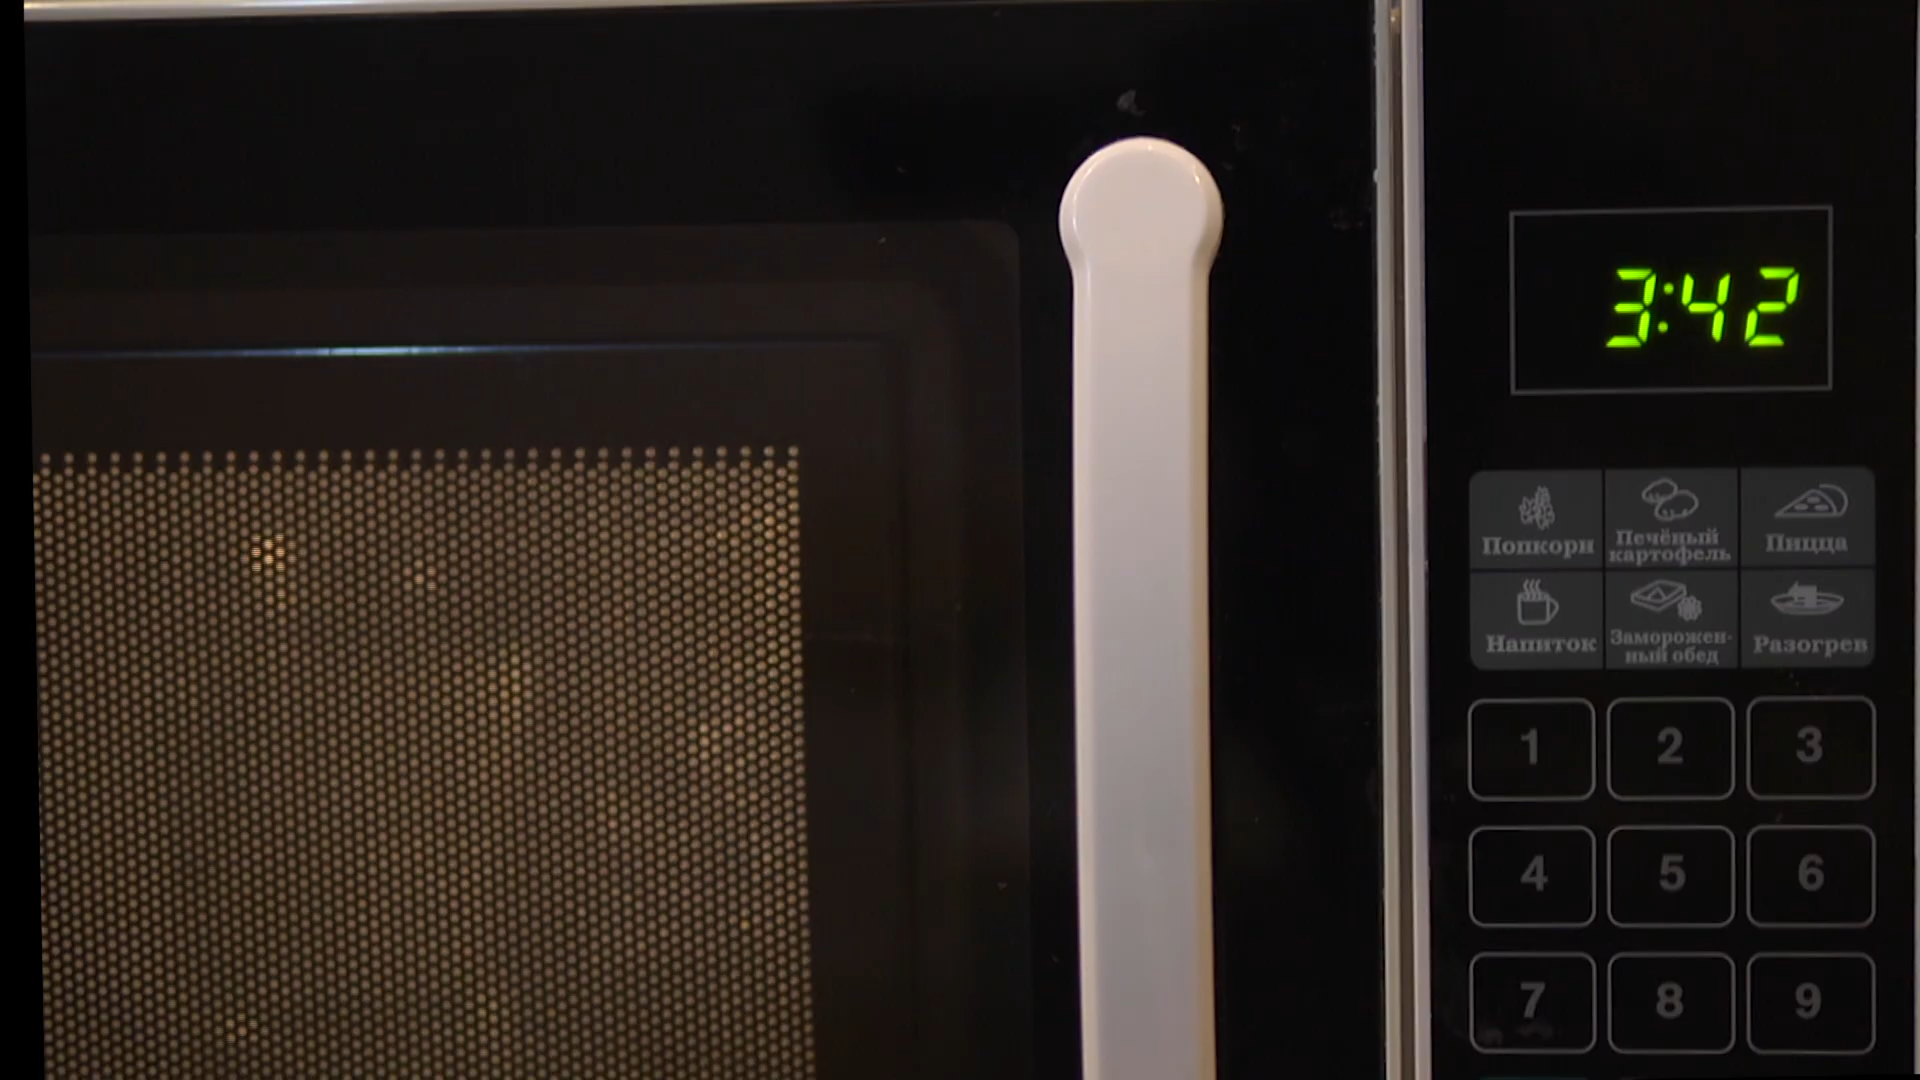 3:42
Попкорн
Печёный
картофель
Пицца
Напиток
Заморожен-
ный обед
Разогрев
1 2 3
4 5 6
7 8 9